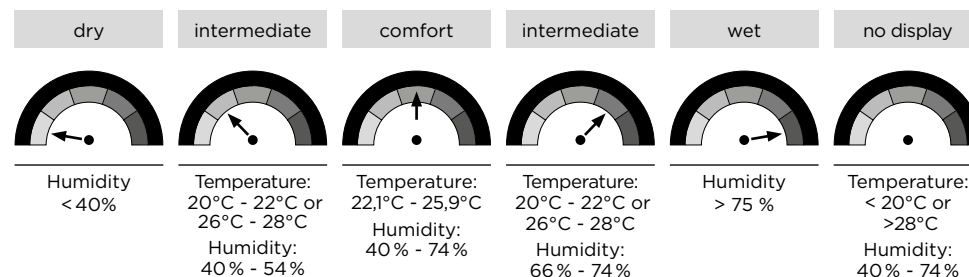 dry
intermediate
comfort
intermediate
wet
no display
Humidity
< 40%
Temperature:
20°C - 22°C or
26°C - 28°C
Humidity:
40% - 54%
Temperature:
22,1°C - 25,9°C
Humidity:
40% - 74%
Temperature:
20°C - 22°C or
26°C - 28°C
Humidity:
66% - 74%
Humidity
> 75 %
Temperature:
< 20°C or
>28°C
Humidity:
40% - 74%